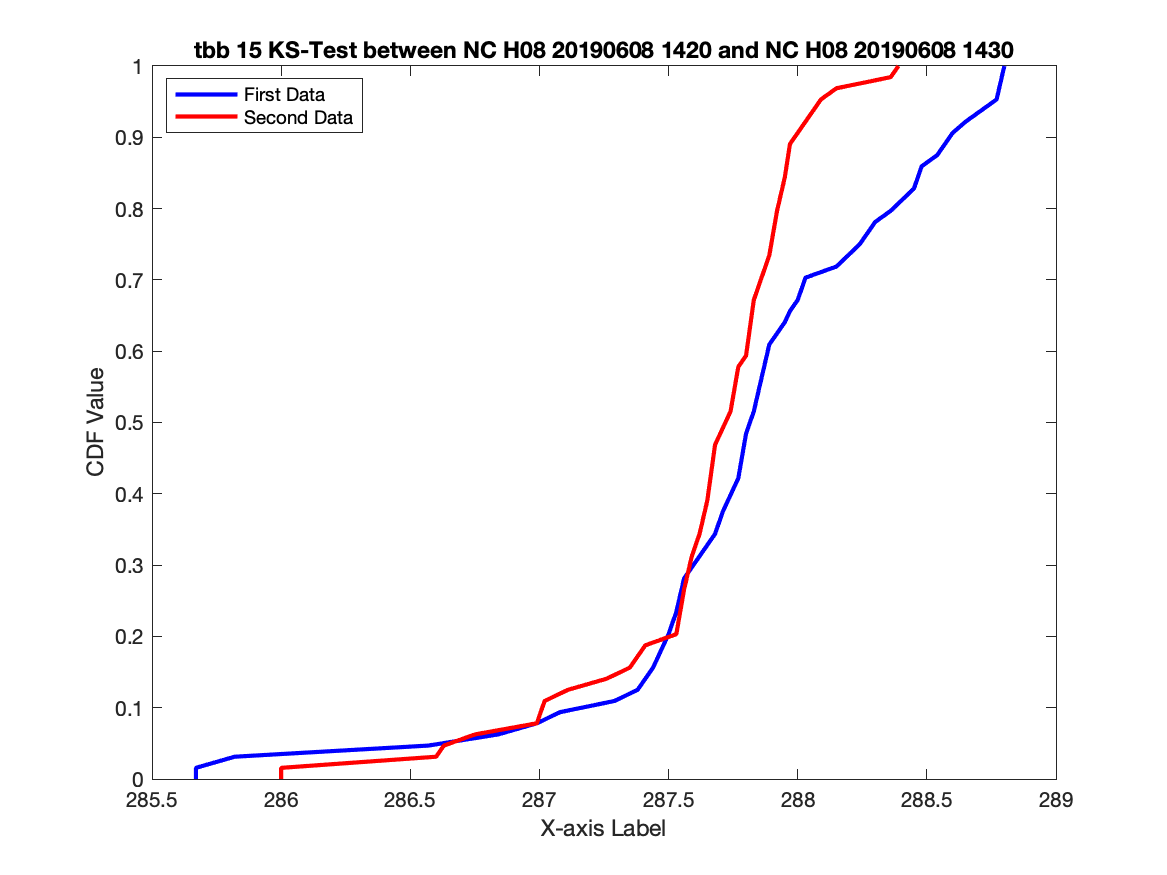 tbb 15 KS-Test between NC H08 20190608 1420 and NC H08 20190608 1430
First Data
Second Data
1
0.9
0.8
0.7
0.6
0.5
0.4
0.3
0.2
0.1
0
CDF Value
285.5 286 286.5 287 287.5 288 288.5 289
X-axis Label